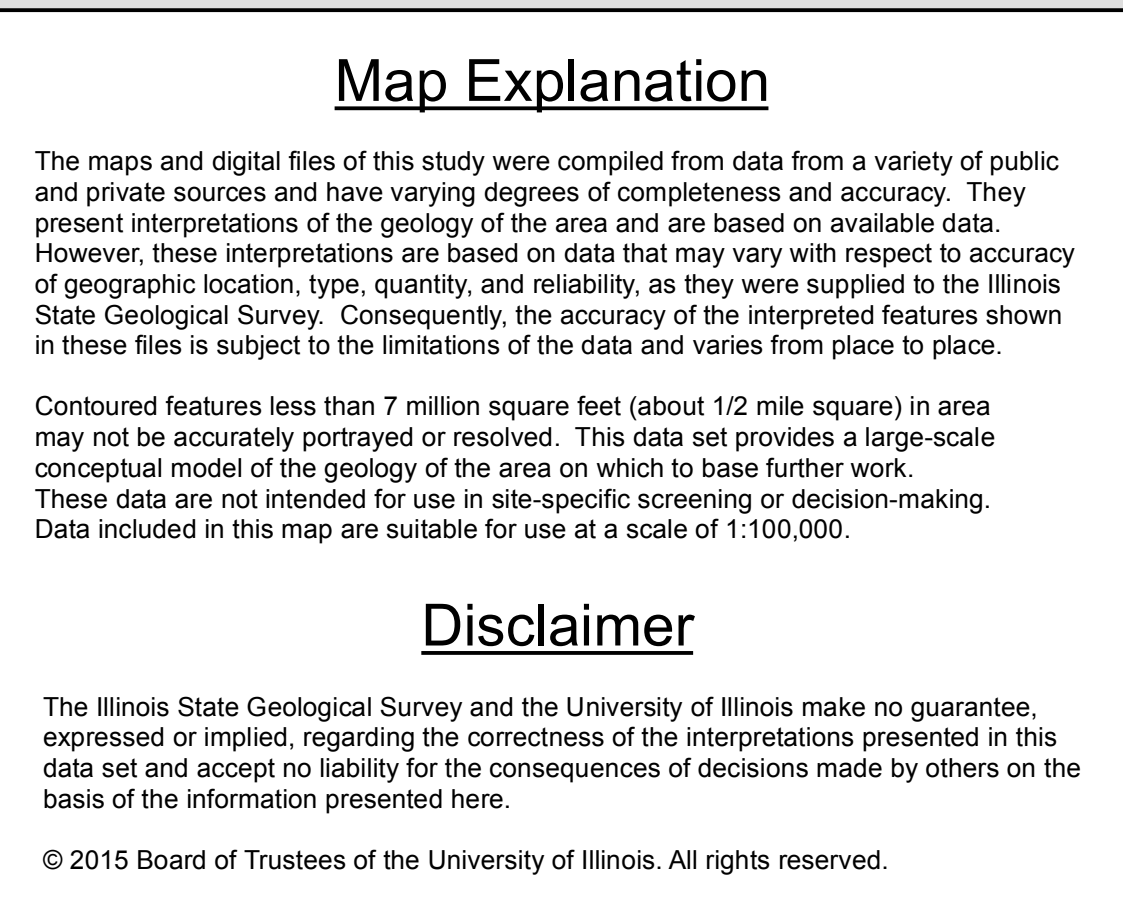 Map Explanation
The maps and digital files of this study were compiled from data from a variety of public
and private sources and have varying degrees of completeness and accuracy.  They
present interpretations of the geology of the area and are based on available data.
However, these interpretations are based on data that may vary with respect to accuracy
of geographic location, type, quantity, and reliability, as they were supplied to the Illinois
State Geological Survey.  Consequently, the accuracy of the interpreted features shown
in these files is subject to the limitations of the data and varies from place to place.
Contoured features less than 7 million square feet (about 1/2 mile square) in area
may not be accurately portrayed or resolved.  This data set provides a large-scale
conceptual model of the geology of the area on which to base further work.
These data are not intended for use in site-specific screening or decision-making.
Data included in this map are suitable for use at a scale of 1:100,000.
Disclaimer
The Illinois State Geological Survey and the University of Illinois make no guarantee,
expressed or implied, regarding the correctness of the interpretations presented in this
data set and accept no liability for the consequences of decisions made by others on the
basis of the information presented here.
© 2015 Board of Trustees of the University of Illinois. All rights reserved.